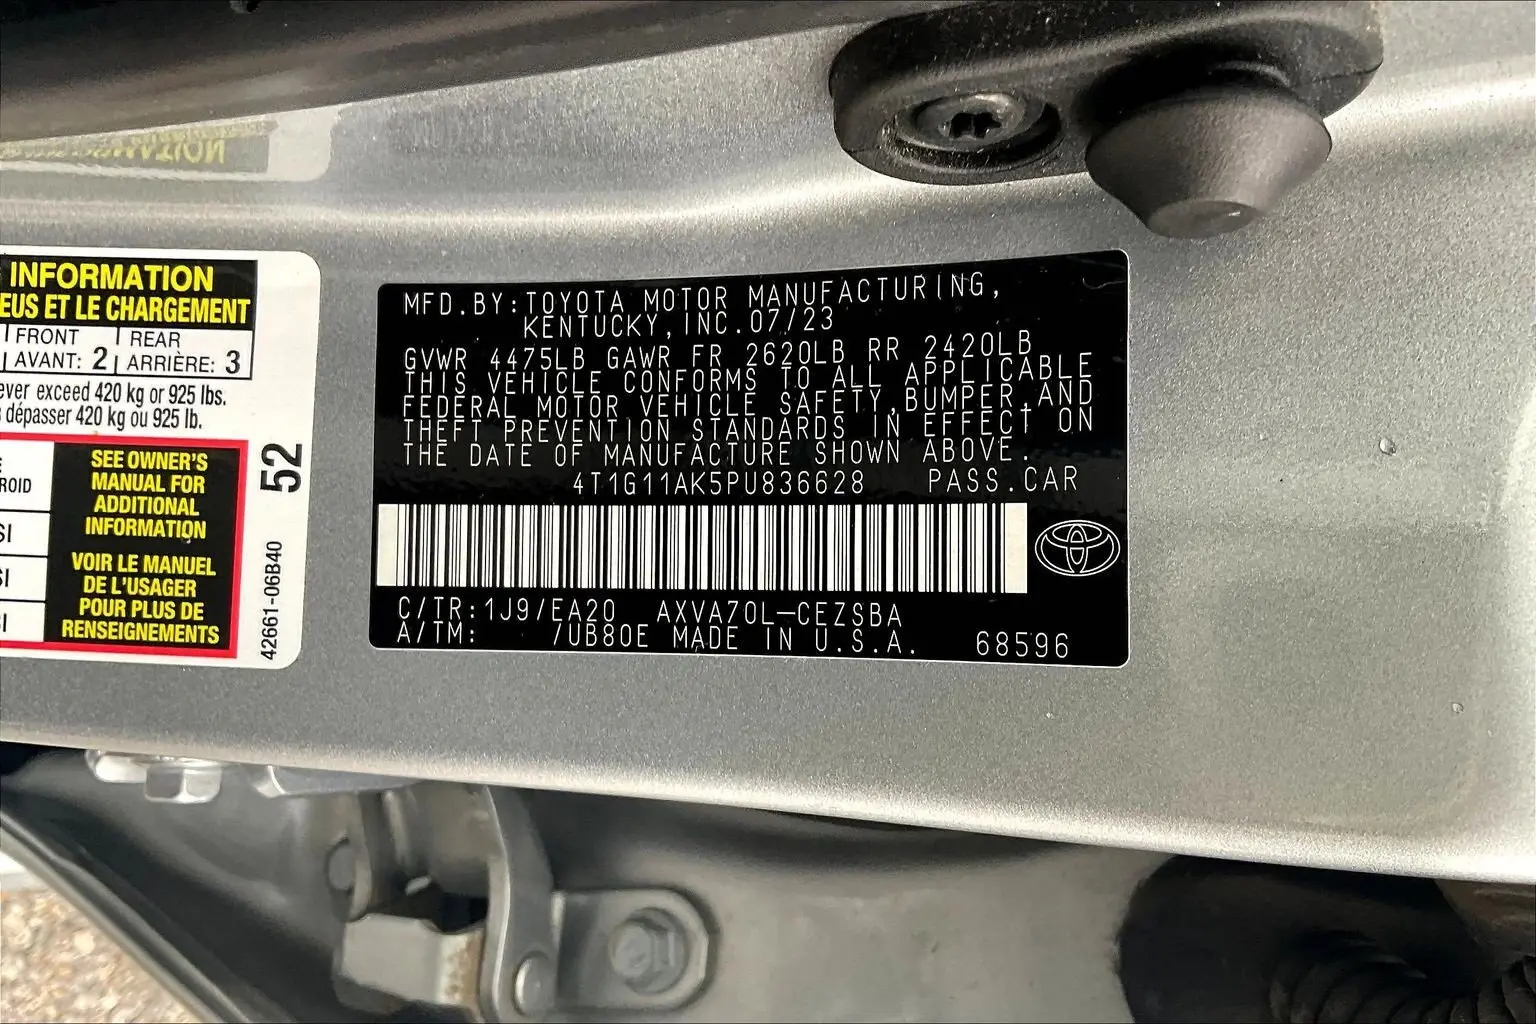 INFORMATION
EUS ET LE CHARGEMENT
FRONT REAR
AVANT: 2 ARRIÈRE: 3
ever exceed 420 kg or 925 lbs.
dépasser 420 kg ou 925 lb.
ROID
SI
SI
SEE OWNER'S
MANUAL FOR
ADDITIONAL
INFORMATION
VOIR LE MANUEL
DE L'USAGER
POUR PLUS DE
RENSEIGNEMENTS
52
42661-06B40
MFD.BY:TOYOTA MOTOR MANUFACTURING,
KENTUCKY,INC.07/23
GVWR 4475LB GAWR FR 2620LB RR 2420LB
THIS VEHICLE CONFORMS TO ALL APPLICABLE
FEDERAL MOTOR VEHICLE SAFETY,BUMPER,AND
THEFT PREVENTION STANDARDS IN EFFECT ON
THE DATE OF MANUFACTURE SHOWN ABOVE.
4T1G11AK5PU836628 PASS.CAR
C/TR:1J9/EA20 AXVA70L-CEZSBA
A/TM: /UB80E MADE IN U.S.A. 68596